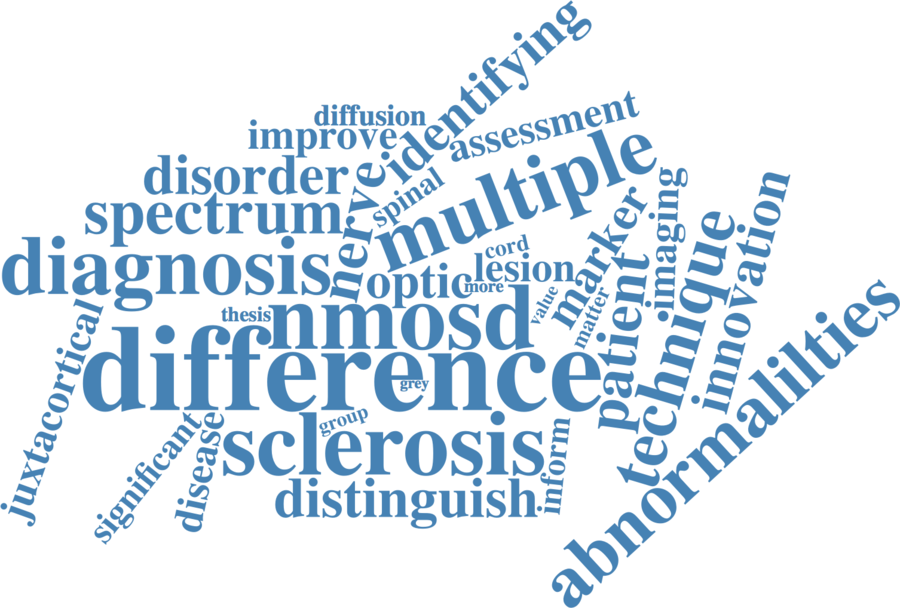 identifying
diffusion
improve
assessment
multiple
disorder
nerve
spinal
spectrum
imaging
marker
innovation
cord
technique
diagnosis
optic
lesion
more
patient
value
matter
thesis
nmosd
abnormalilties
juxtacortical
difference
grey
group
significant
disease
sclerosis
inform
distinguish